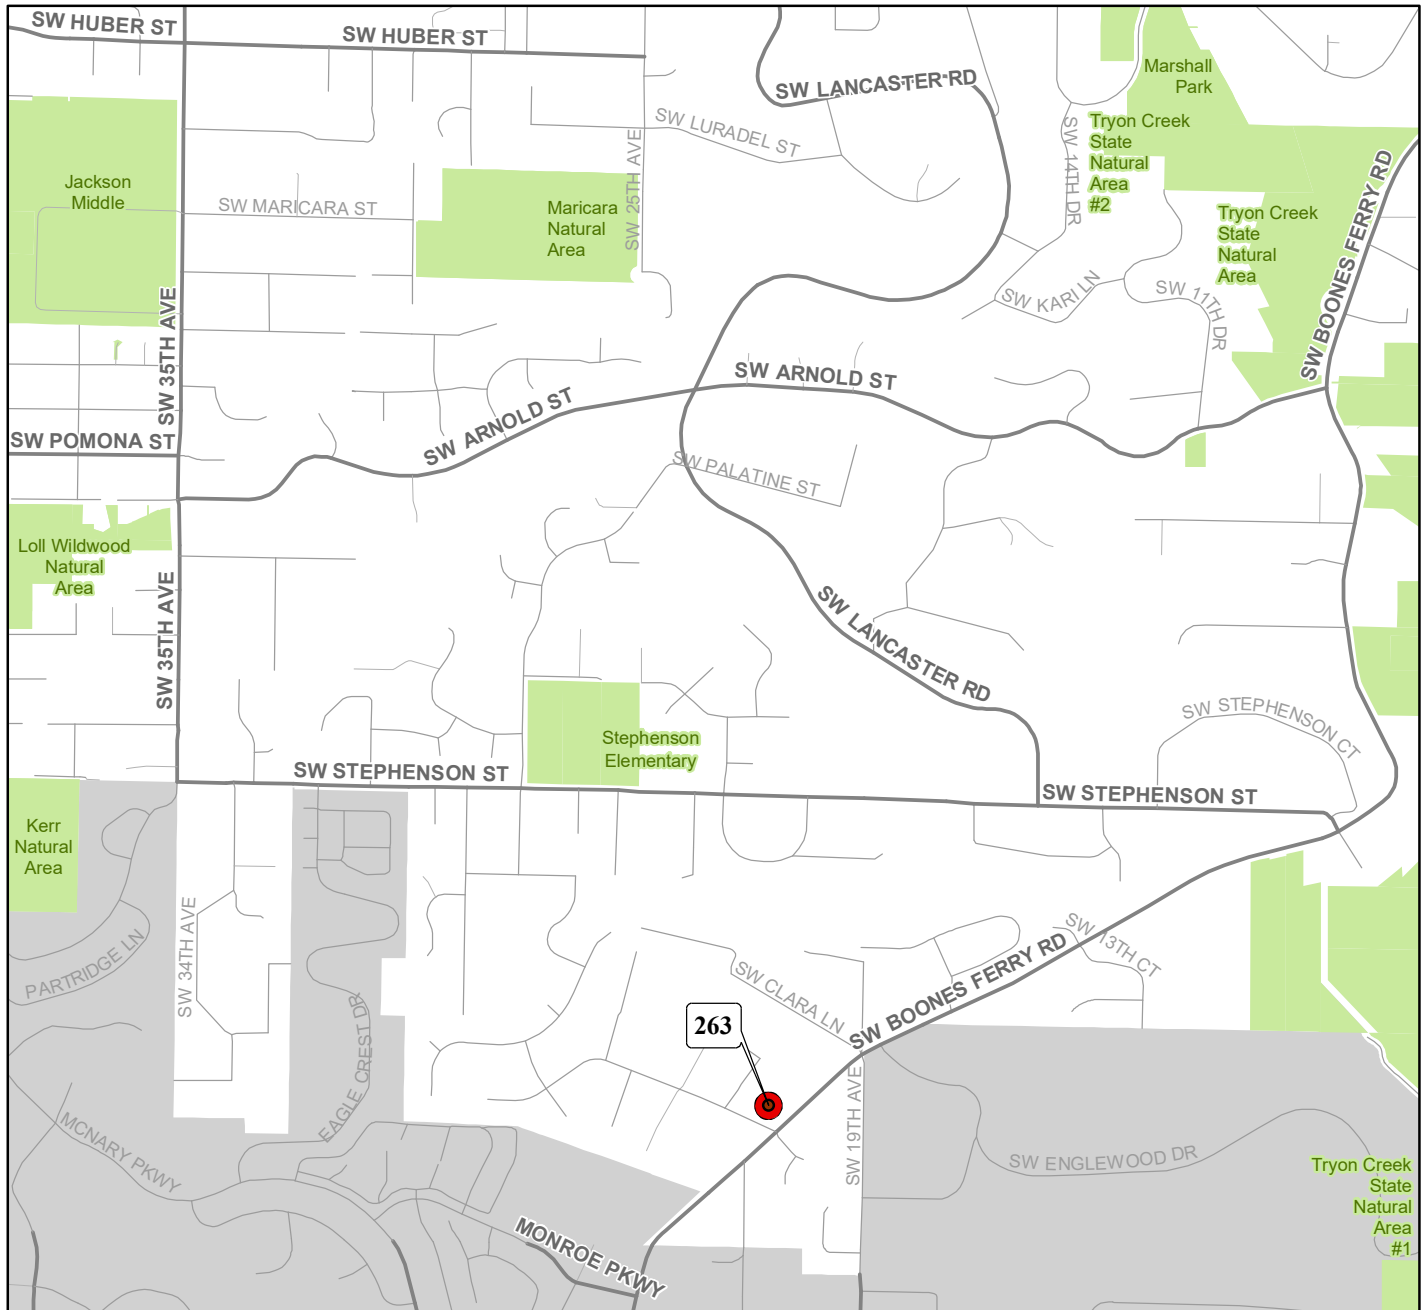 SW HUBER ST
SW HUBER ST
SW LANCASTER RD
Marshall
Park
SW LURADEL ST
SW 25TH AVE
SW 14TH DR
Tryon Creek
State
Natural
Area
#2
SW BOONES FERRY RD
Jackson
Middle
SW MARICARA ST
Maricara
Natural
Area
Tryon Creek
State
Natural
Area
SW KARI LN
SW 11TH DR
SW 35TH AVE
SW ARNOLD ST
SW ARNOLD ST
SW POMONA ST
SW PALATINE ST
Loll Wildwood
Natural
Area
SW 35TH AVE
SW LANCASTER RD
SW STEPHENSON CT
Stephenson
Elementary
SW STEPHENSON ST
SW STEPHENSON ST
Kerr
Natural
Area
SW 34TH AVE
PARTRIDGE LN
SW 13TH CT
SW CLARA LN
SW BOONES FERRY RD
263
EAGLE CREST DR
SW 19TH AVE
MCNARY PKWY
SW ENGLEWOOD DR
Tryon Creek
State
Natural
Area
#1
MONROE PKWY